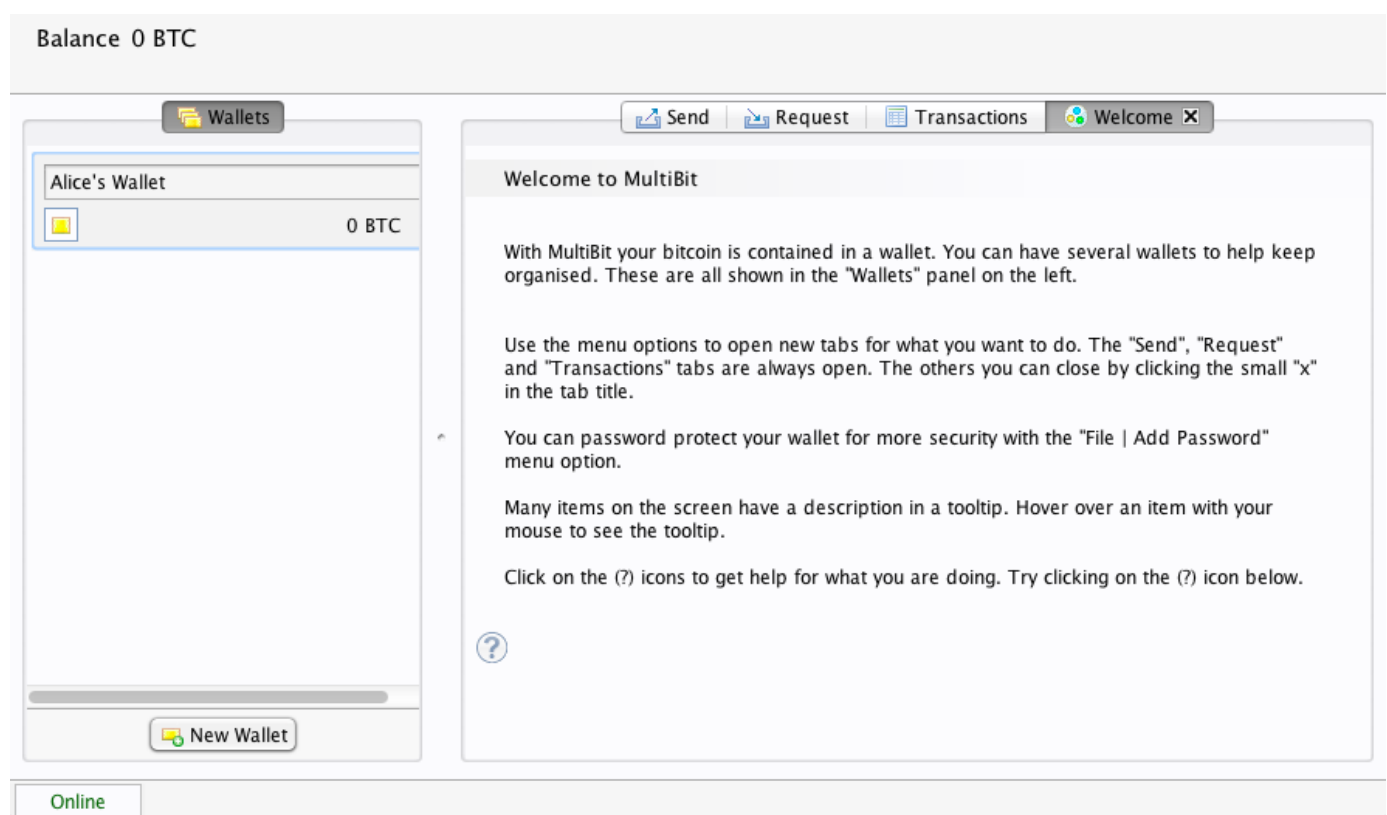 Balance 0 BTC
Wallets
Send
Request
Transactions
Welcome
Alice's Wallet
0 BTC
Welcome to MultiBit
With MultiBit your bitcoin is contained in a wallet. You can have several wallets to help keep
organised. These are all shown in the "Wallets" panel on the left.
Use the menu options to open new tabs for what you want to do. The "Send", "Request"
and "Transactions" tabs are always open. The others you can close by clicking the small "x"
in the tab title.
You can password protect your wallet for more security with the "File | Add Password"
menu option.
Many items on the screen have a description in a tooltip. Hover over an item with your
mouse to see the tooltip.
Click on the (?) icons to get help for what you are doing. Try clicking on the (?) icon below.
?
New Wallet
Online